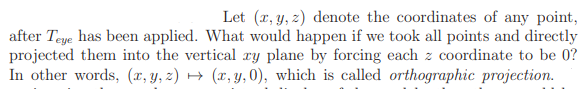 Let (x, y, z) denote the coordinates of any point,
after T_eye has been applied. What would happen if we took all points and directly
projected them into the vertical xy plane by forcing each z coordinate to be 0?
In other words, (x, y, z) ↦ (x, y, 0), which is called orthographic projection.